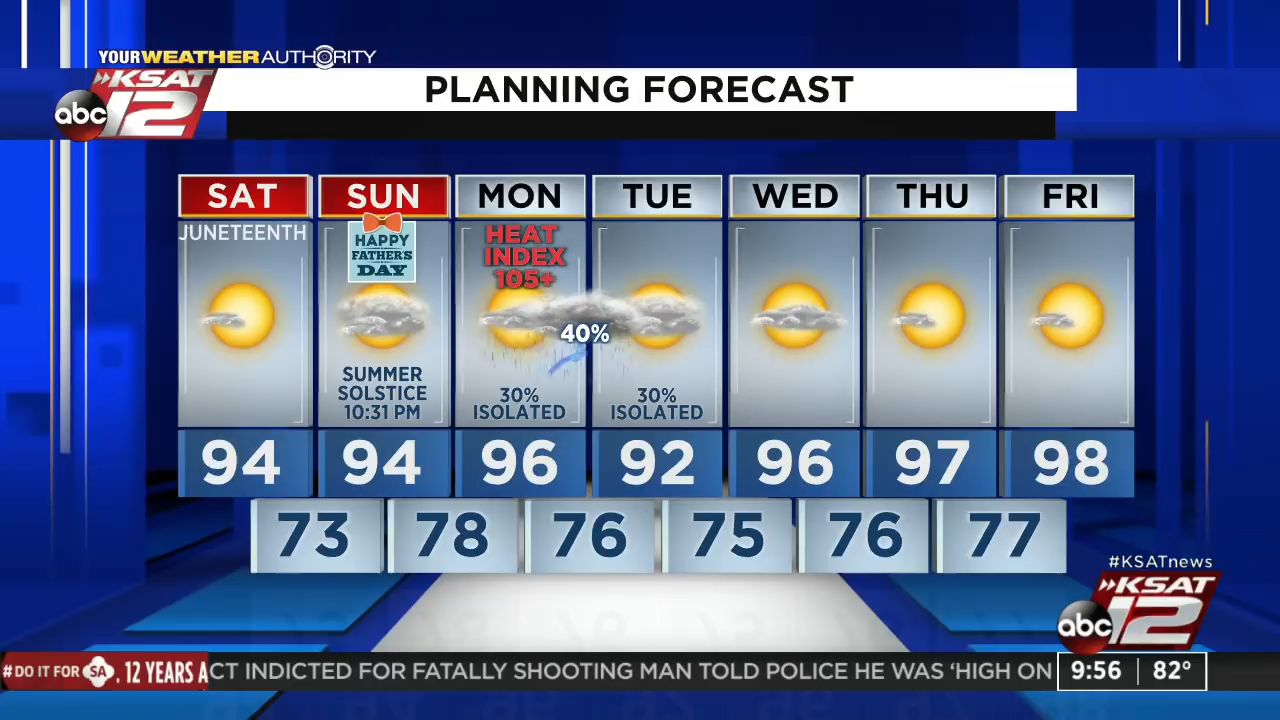 YOURWEATHERAUTHORITY
KSAT
abc 12
PLANNING FORECAST
SAT SUN MON TUE WED THU FRI
JUNETEENTH
HAPPY
FATHER'S
DAY
HEAT
INDEX
105+
40%
SUMMER
SOLSTICE
10:31 PM
30%
ISOLATED
30%
ISOLATED
94 94 96 92 96 97 98
73 78 76 75 76 77
#KSATnews
KSAT
abc 12
#DO IT FOR SA. 12 YEARS A
CT INDICTED FOR FATALLY SHOOTING MAN TOLD POLICE HE WAS ‘HIGH ON
9:56 82°